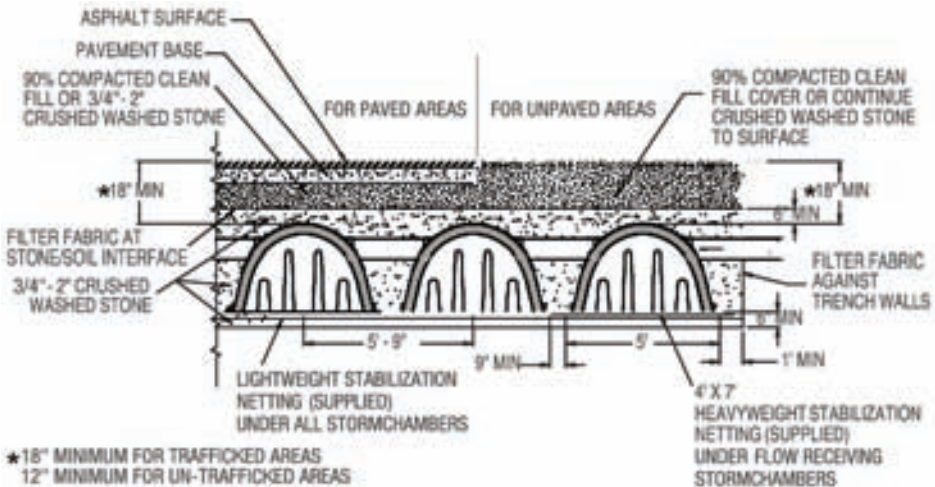 ASPHALT SURFACE
PAVEMENT BASE
90% COMPACTED CLEAN
FILL OR 3/4"- 2"
CRUSHED WASHED STONE
FOR PAVED AREAS
FOR UNPAVED AREAS
90% COMPACTED CLEAN
FILL COVER OR CONTINUE
CRUSHED WASHED STONE
TO SURFACE
★18" MIN
★18" MIN
6" MIN
FILTER FABRIC AT
STONE/SOIL INTERFACE
3/4"- 2" CRUSHED
WASHED STONE
FILTER FABRIC
AGAINST
TRENCH WALLS
6" MIN
5' - 9"
9" MIN
5'
1" MIN
LIGHTWEIGHT STABILIZATION
NETTING (SUPPLIED)
UNDER ALL STORMCHAMBERS
4' X 7'
HEAVYWEIGHT STABILIZATION
NETTING (SUPPLIED)
UNDER FLOW RECEIVING
STORMCHAMBERS
★18" MINIMUM FOR TRAFFICKED AREAS
12" MINIMUM FOR UN-TRAFFICKED AREAS